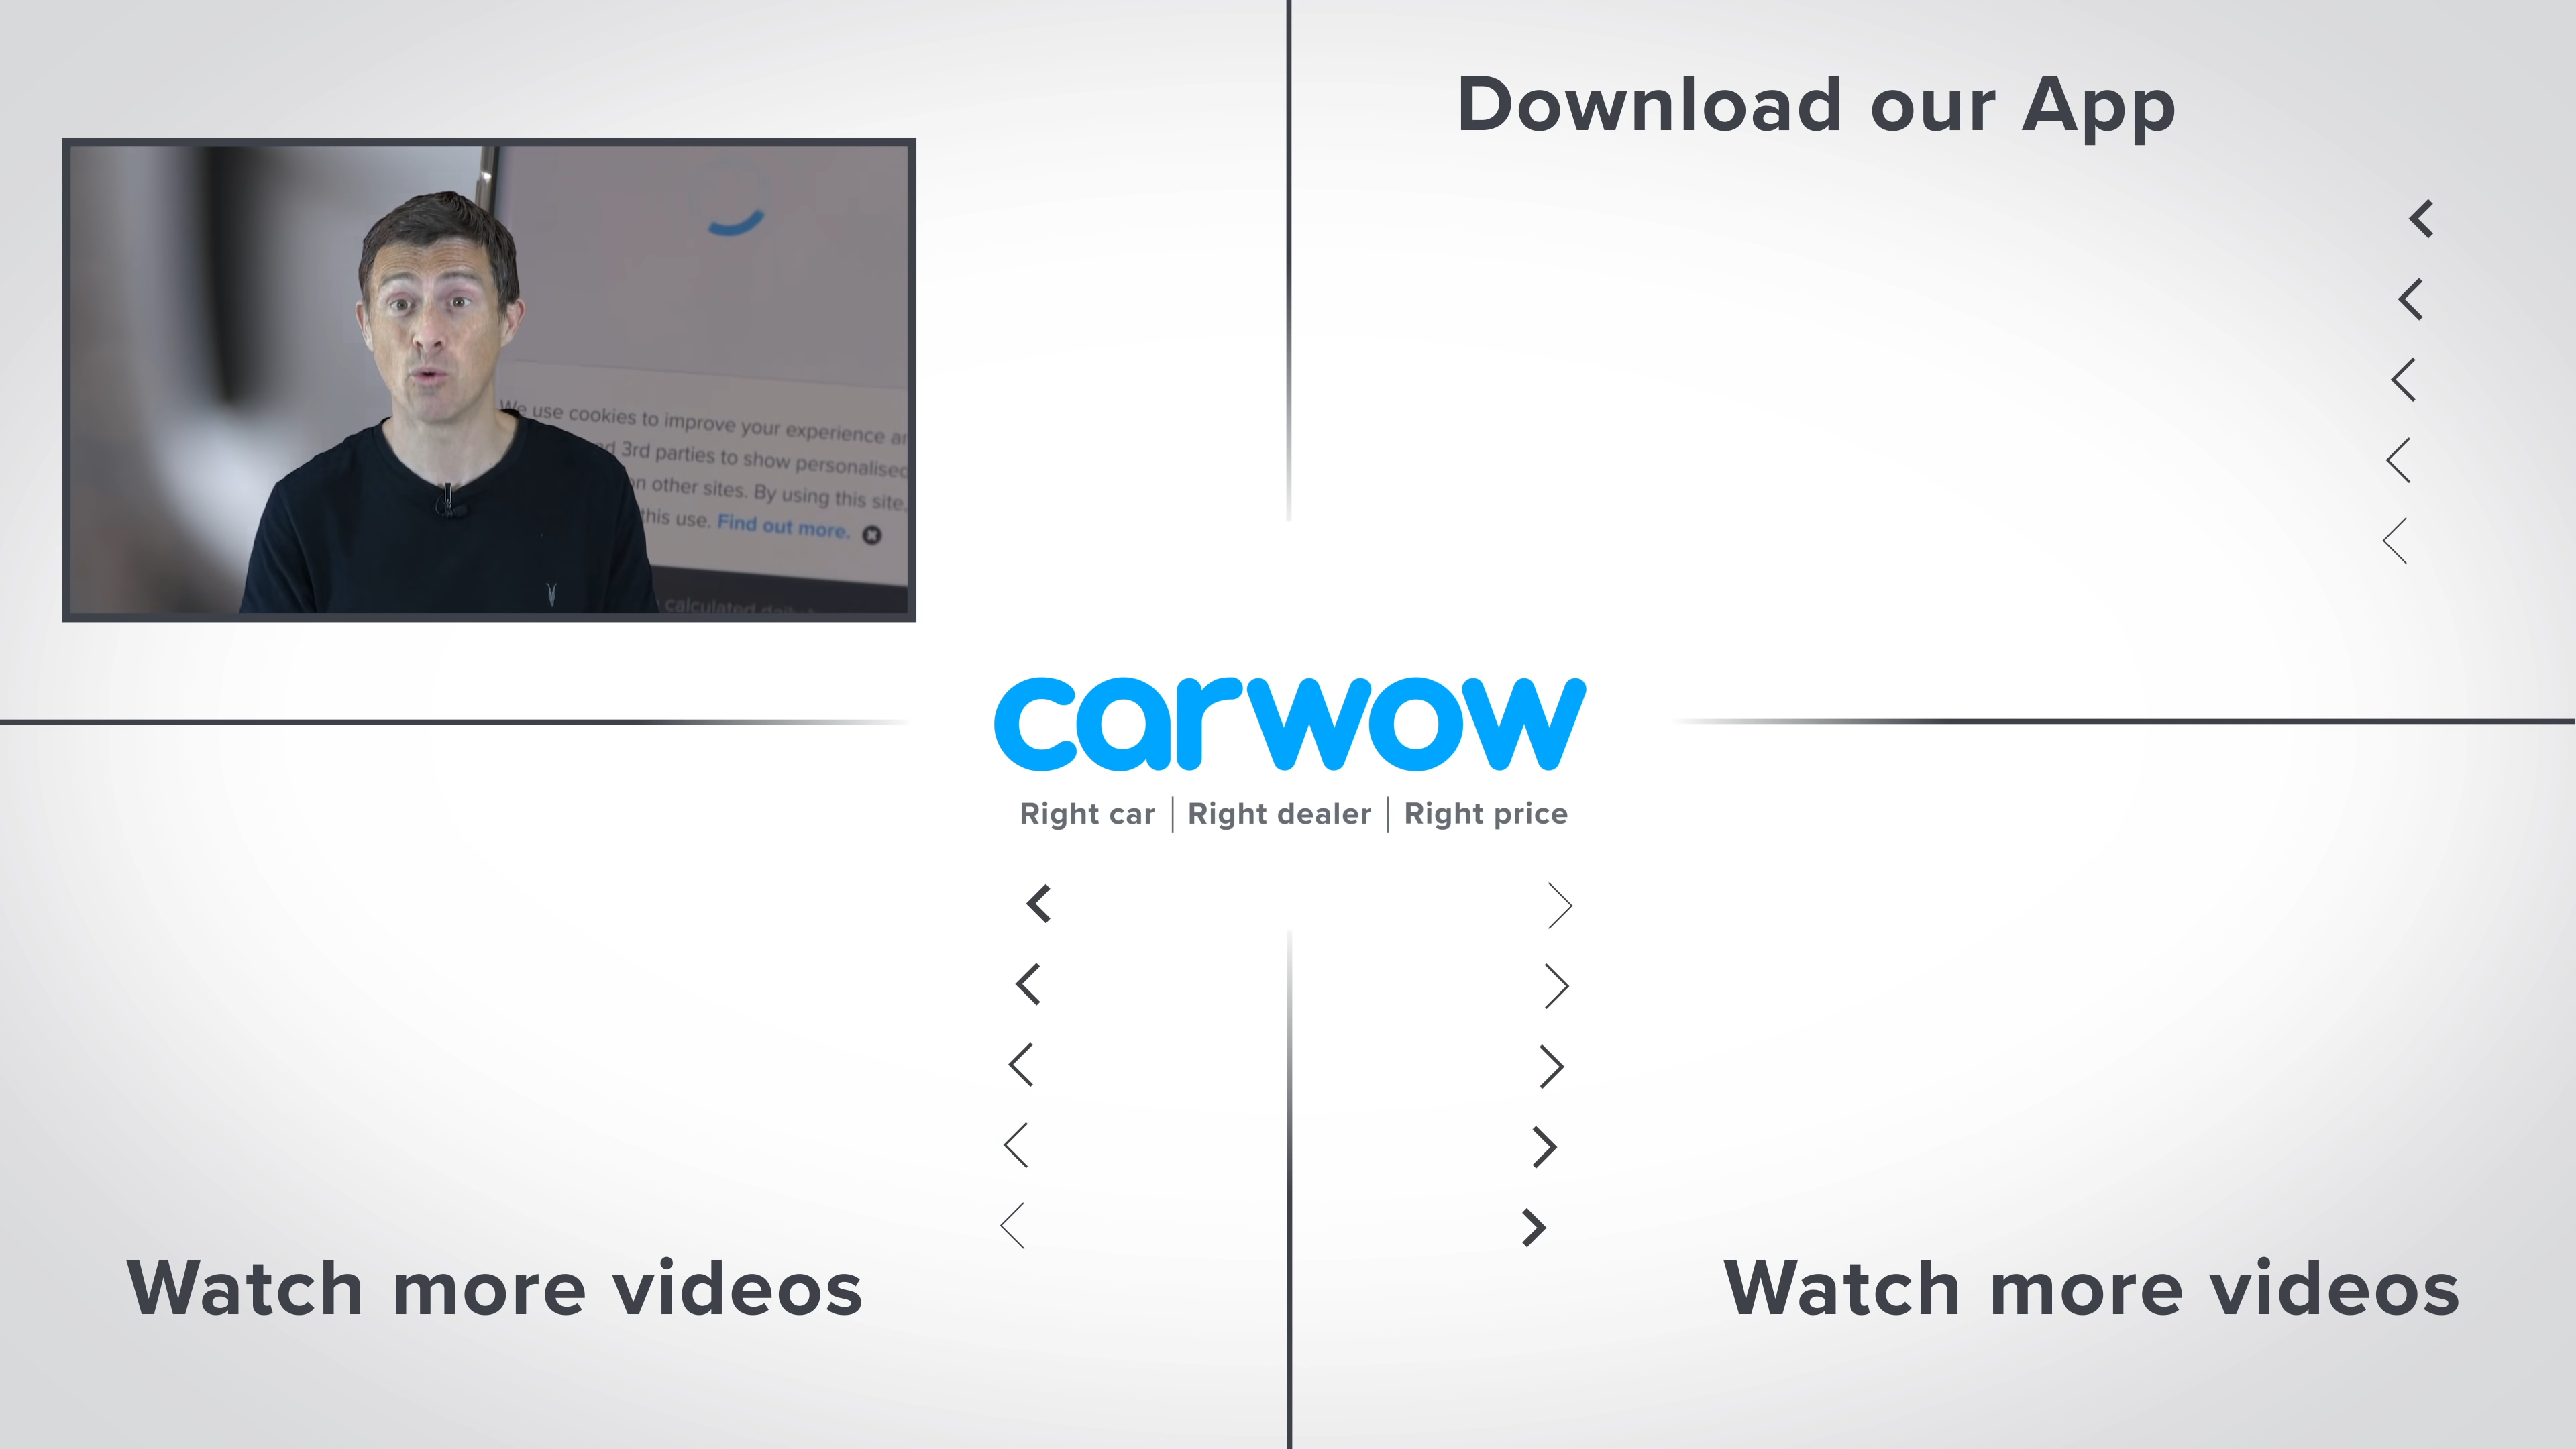 Download our App
We use cookies to improve your experience
3rd parties to show personalised
on other sites. By using this site,
this use. Find out more.
calculated
carwow
Right car | Right dealer | Right price
Watch more videos
Watch more videos